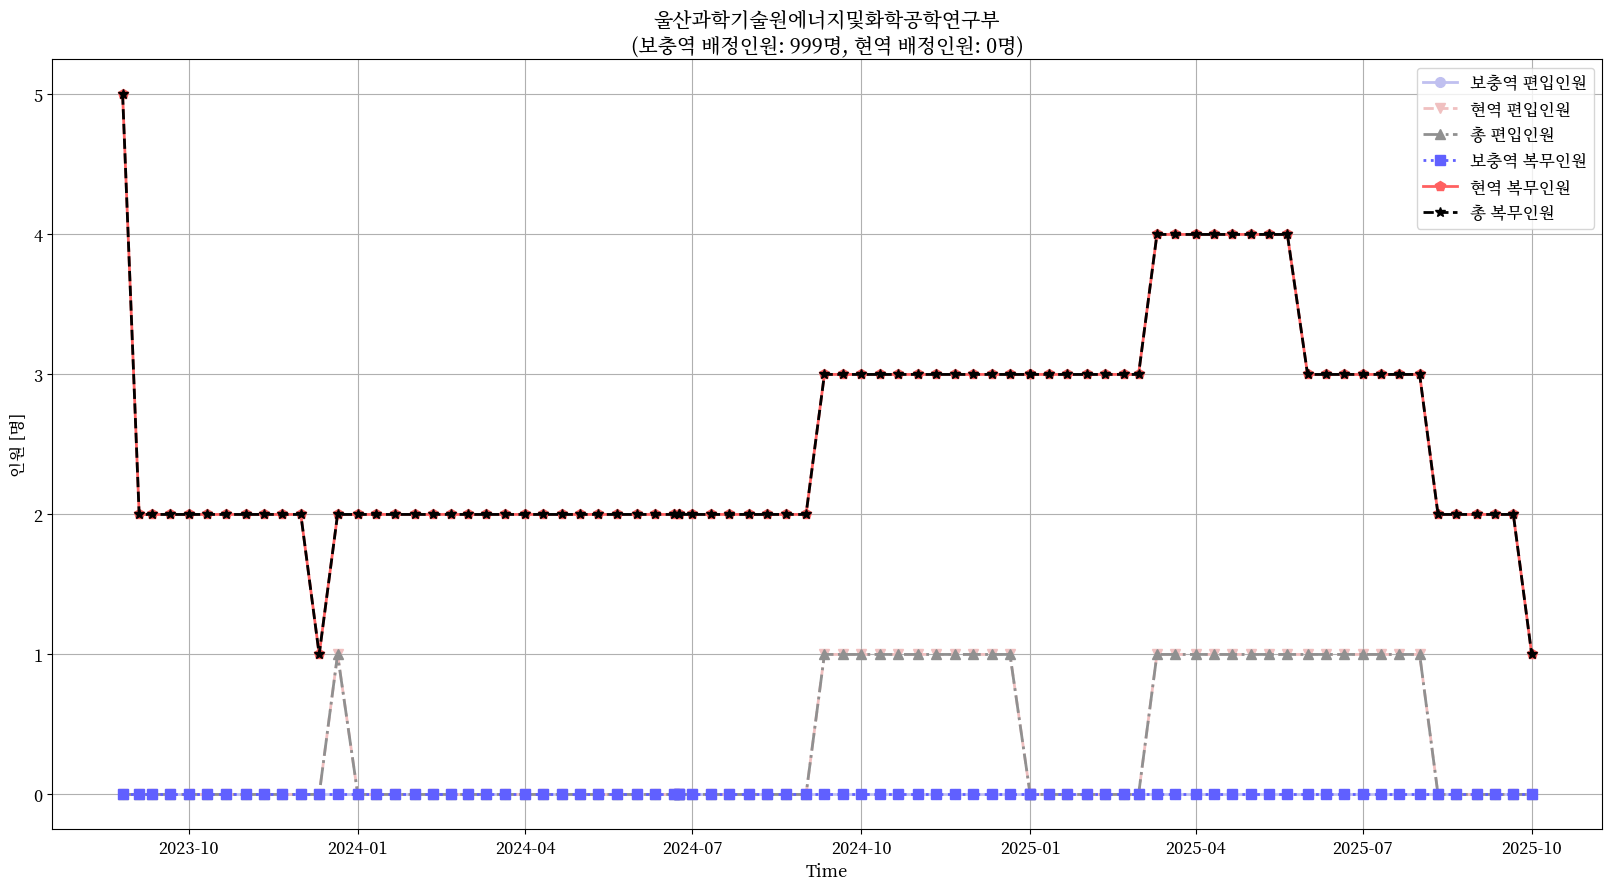 울산과학기술원에너지및화학공학연구부
(보충역 배정인원: 999명, 현역 배정인원: 0명)
보충역 편입인원
현역 편입인원
총 편입인원
보충역 복무인원
현역 복무인원
총 복무인원
인원 [명]
5
4
3
2
1
0
2023-10
2024-01
2024-04
2024-07
2024-10
2025-01
2025-04
2025-07
2025-10
Time